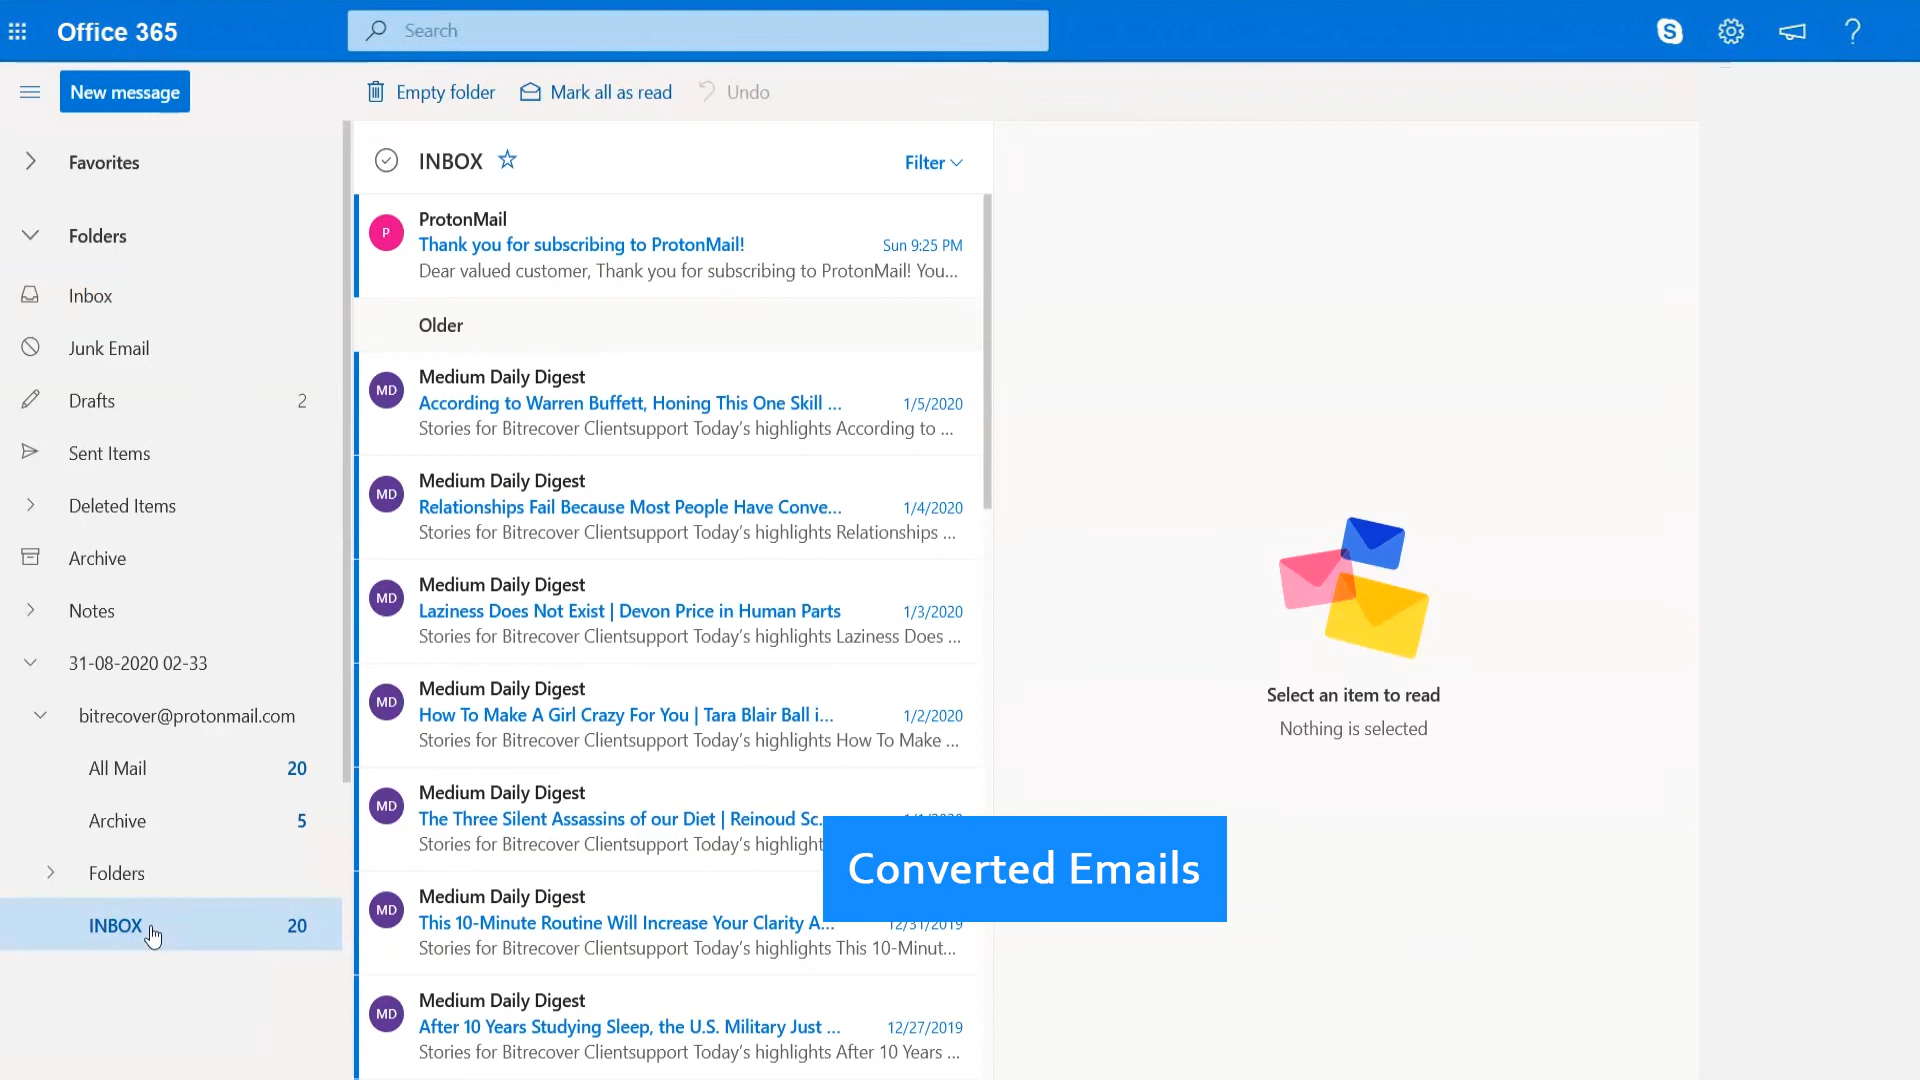 Office 365
Search
New message
Empty folder
Mark all as read
Undo
Favorites
Folders
Inbox
Junk Email
Drafts 2
Sent Items
Deleted Items
Archive
Notes
31-08-2020 02-33
bitrecover@protonmail.com
All Mail 20
Archive 5
Folders
INBOX 20
INBOX
Filter
P
ProtonMail
Thank you for subscribing to ProtonMail! Sun 9:25 PM
Dear valued customer, Thank you for subscribing to ProtonMail! You...
Older
MD
Medium Daily Digest
According to Warren Buffett, Honing This One Skill ... 1/5/2020
Stories for Bitrecover Clientsupport Today's highlights According to ...
MD
Medium Daily Digest
Relationships Fail Because Most People Have Conve... 1/4/2020
Stories for Bitrecover Clientsupport Today's highlights Relationships ...
MD
Medium Daily Digest
Laziness Does Not Exist | Devon Price in Human Parts 1/3/2020
Stories for Bitrecover Clientsupport Today's highlights Laziness Does ...
MD
Medium Daily Digest
How To Make A Girl Crazy For You | Tara Blair Ball i... 1/2/2020
Stories for Bitrecover Clientsupport Today's highlights How To Make ...
MD
Medium Daily Digest
The Three Silent Assassins of our Diet | Reinoud Sc...
Stories for Bitrecover Clientsupport Today's highlight
MD
Medium Daily Digest
This 10-Minute Routine Will Increase Your Clarity A... 12/31/2019
Stories for Bitrecover Clientsupport Today's highlights This 10-Minut...
MD
Medium Daily Digest
After 10 Years Studying Sleep, the U.S. Military Just ... 12/27/2019
Stories for Bitrecover Clientsupport Today's highlights After 10 Years ...
Select an item to read
Nothing is selected
Converted Emails